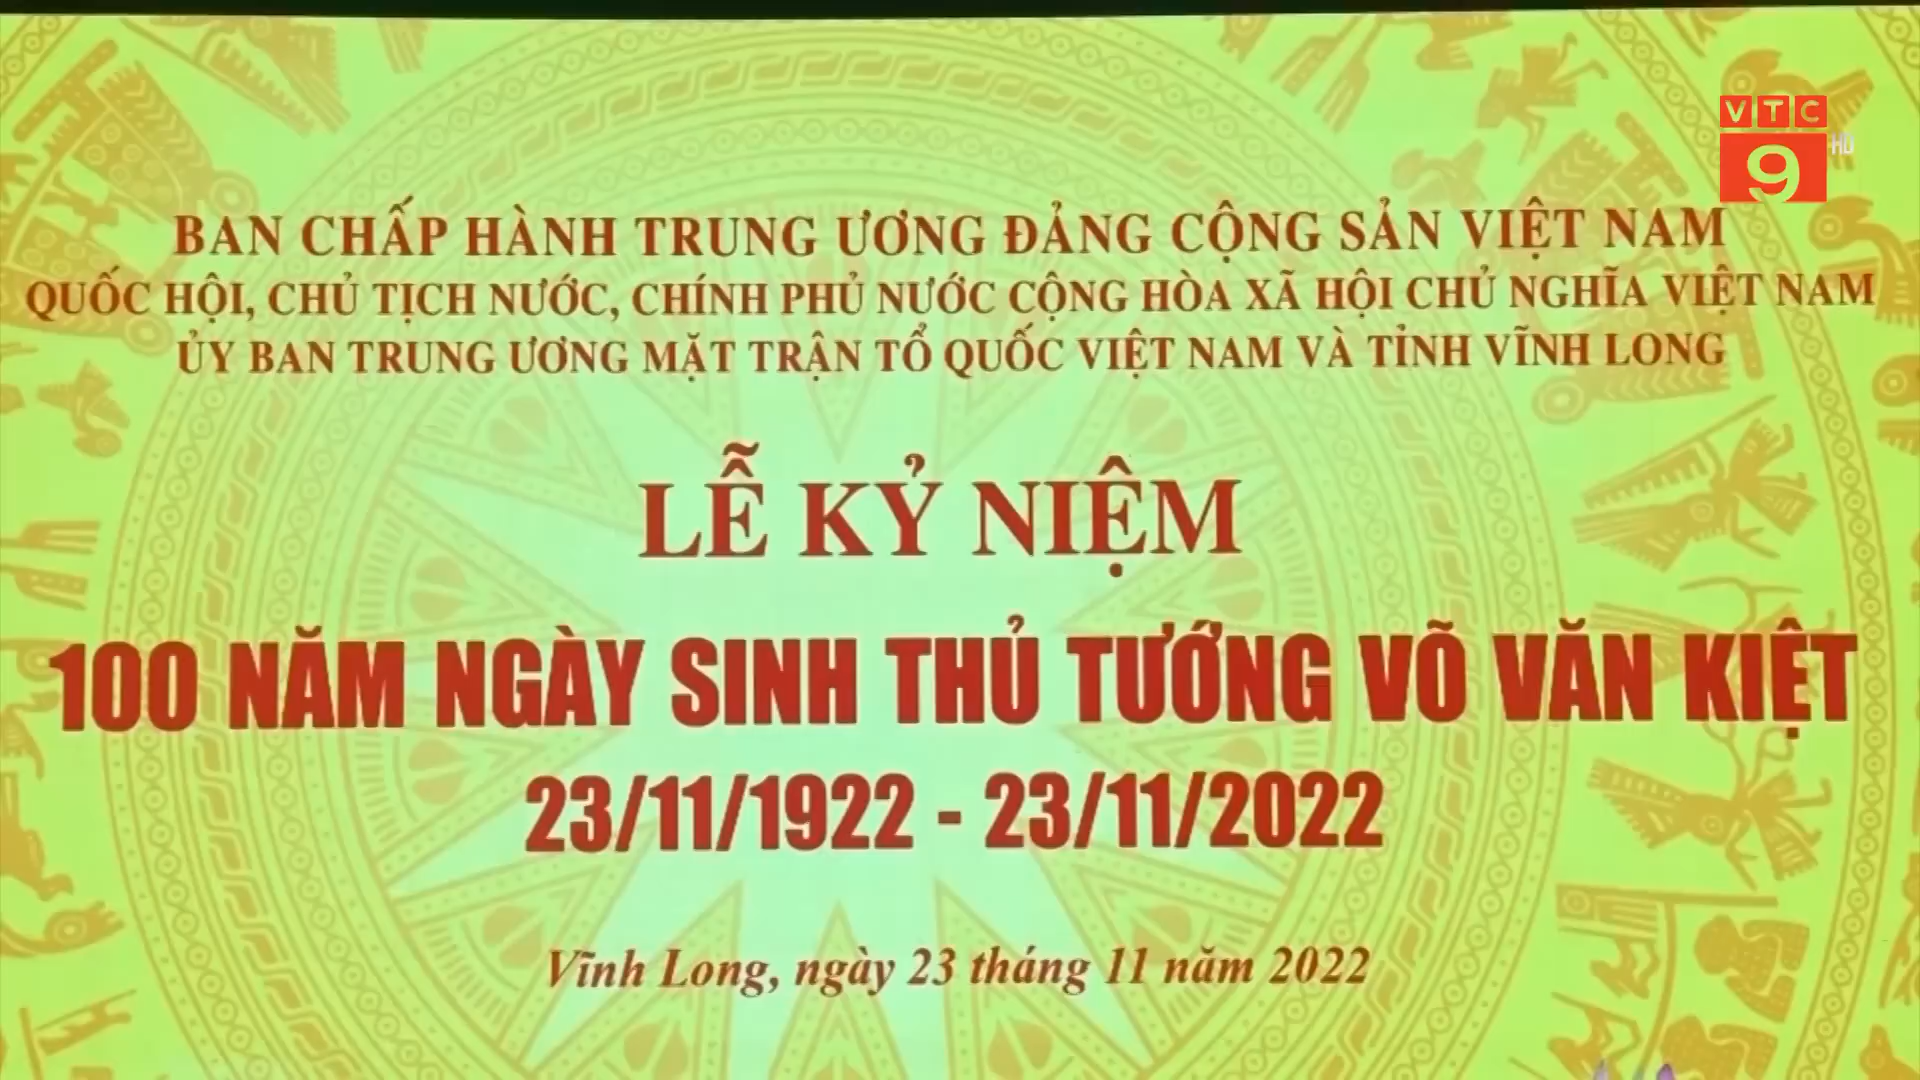 VTC
9 HD
BAN CHẤP HÀNH TRUNG ƯƠNG ĐẢNG CỘNG SẢN VIỆT NAM
QUỐC HỘI, CHỦ TỊCH NƯỚC, CHÍNH PHỦ NƯỚC CỘNG HÒA XÃ HỘI CHỦ NGHĨA VIỆT NAM
ỦY BAN TRUNG ƯƠNG MẶT TRẬN TỔ QUỐC VIỆT NAM VÀ TỈNH VĨNH LONG
LỄ KỶ NIỆM
100 NĂM NGÀY SINH THỦ TƯỚNG VÕ VĂN KIỆT
23/11/1922 - 23/11/2022
Vĩnh Long, ngày 23 tháng 11 năm 2022